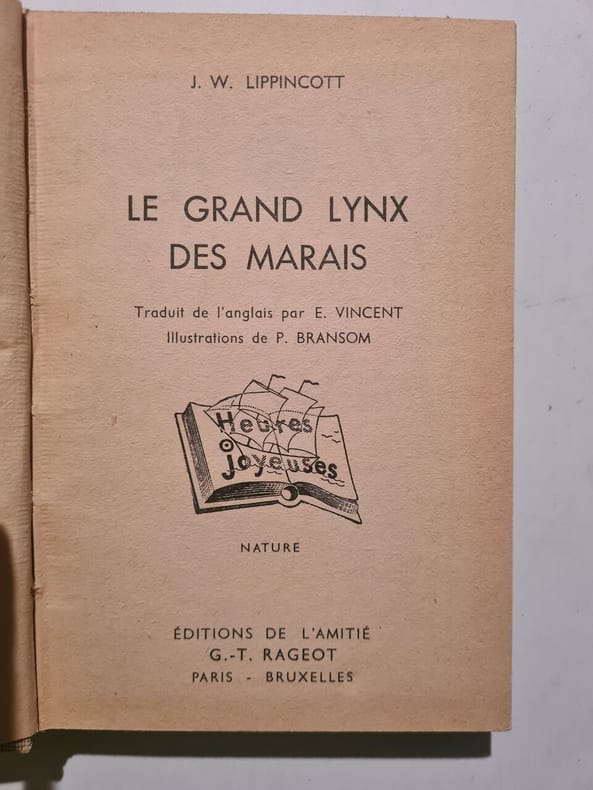 J. W. LIPPINCOTT
LE GRAND LYNX
DES MARAIS
Traduit de l'anglais par E. VINCENT
Illustrations de P. BRANSOM
Heures
Joyeuses
NATURE
ÉDITIONS DE L'AMITIÉ
G.-T. RAGEOT
PARIS - BRUXELLES